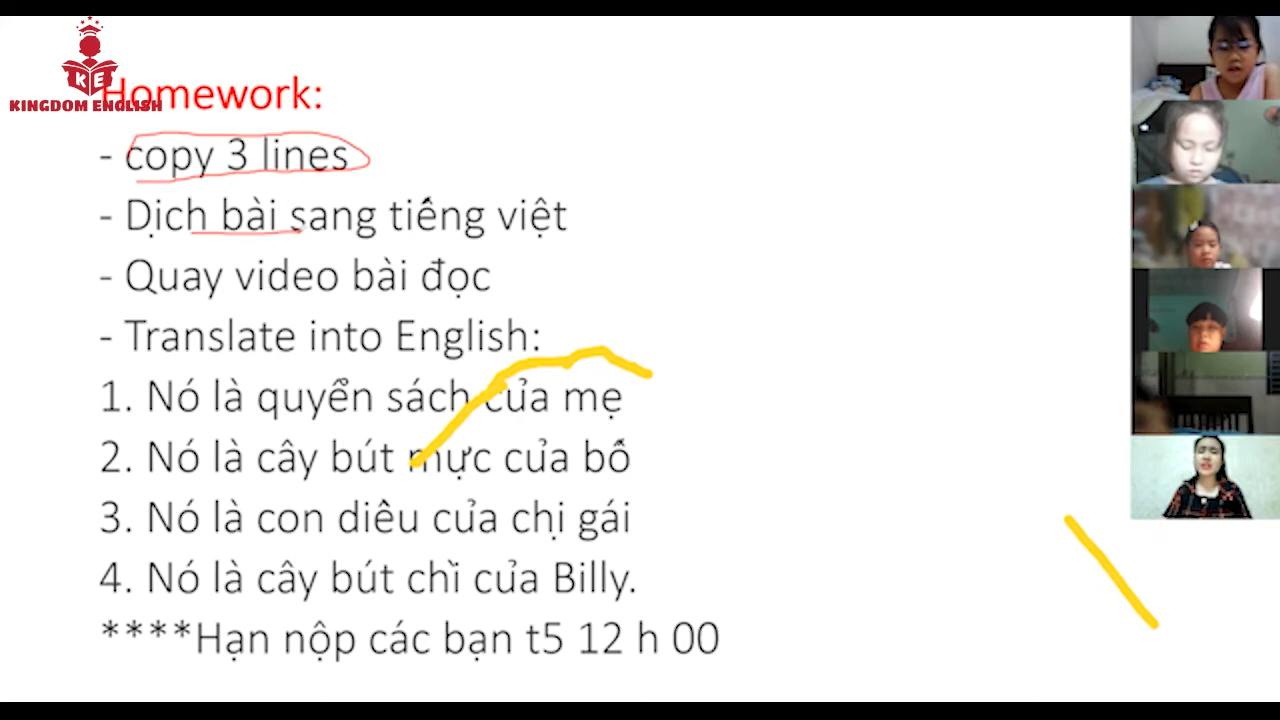 KE
KINGDOM ENGLISH
Homework:
- copy 3 lines
- Dịch bài sang tiếng việt
- Quay video bài đọc
- Translate into English:
1. Nó là quyển sách của mẹ
2. Nó là cây bút mực của bố
3. Nó là con diều của chị gái
4. Nó là cây bút chì của Billy.
****Hạn nộp các bạn t5 12 h 00